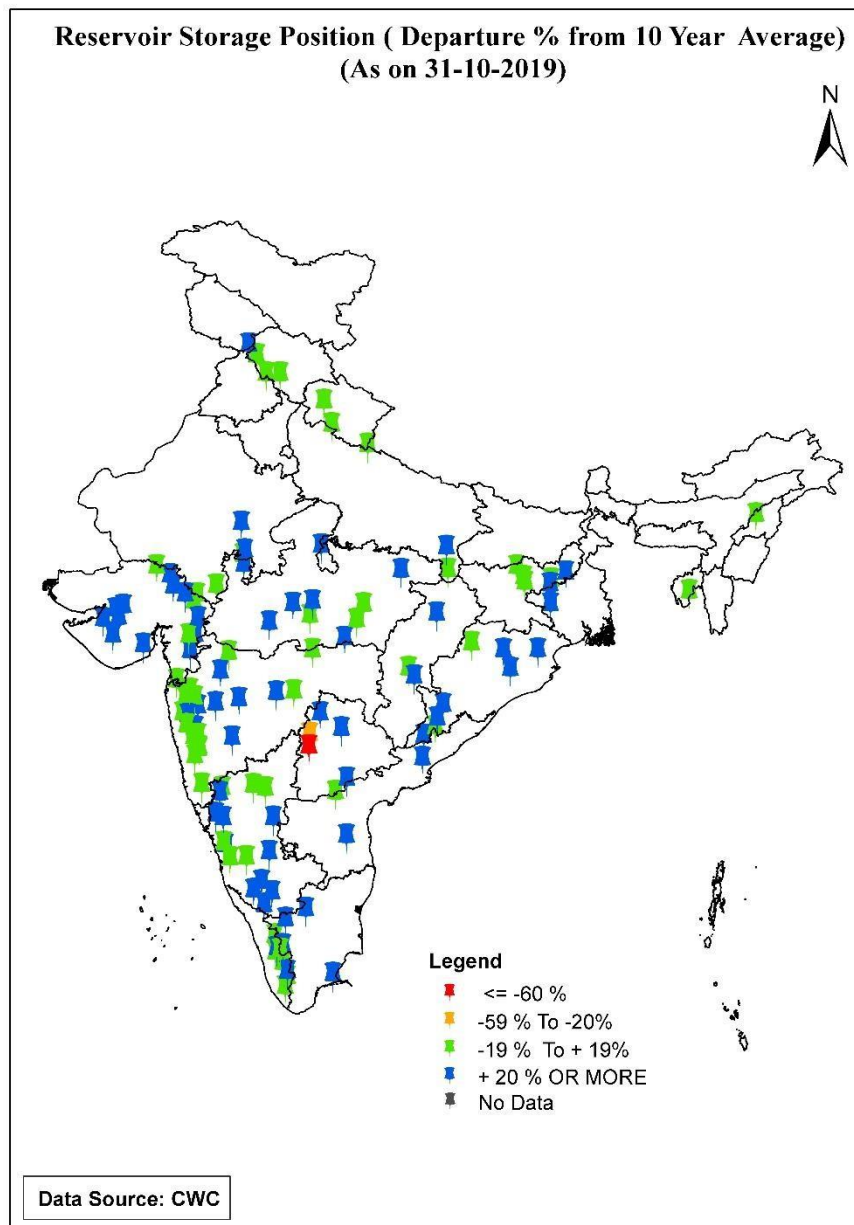 Reservoir Storage Position ( Departure % from 10 Year Average)
(As on 31-10-2019)
N
Legend
<= -60 %
-59 % To -20%
-19 % To + 19%
+ 20 % OR MORE
No Data
Data Source: CWC